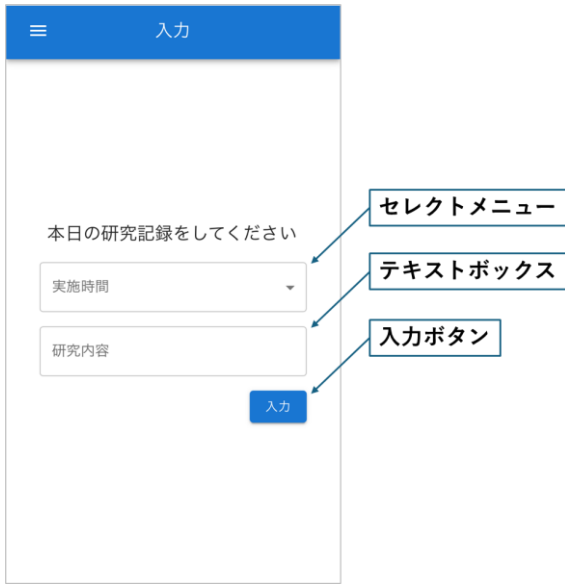 入力
本日の研究記録をしてください
実施時間
研究内容
入力
セレクトメニュー
テキストボックス
入力ボタン